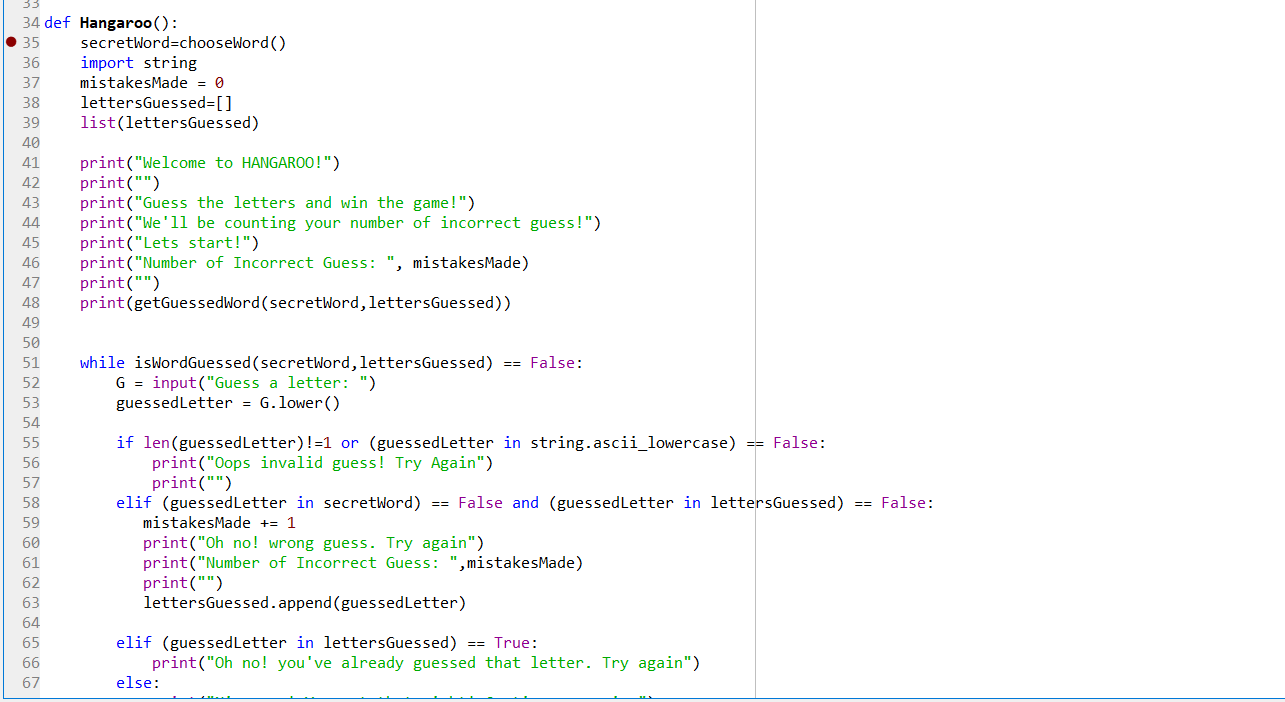 33
34 def Hangaroo():
35     secretWord=chooseWord()
36     import string
37     mistakesMade = 0
38     lettersGuessed=[]
39     list(lettersGuessed)
40
41     print("Welcome to HANGAROO!")
42     print("")
43     print("Guess the letters and win the game!")
44     print("We'll be counting your number of incorrect guess!")
45     print("Lets start!")
46     print("Number of Incorrect Guess: ", mistakesMade)
47     print("")
48     print(getGuessedWord(secretWord,lettersGuessed))
49
50
51     while isWordGuessed(secretWord,lettersGuessed) == False:
52         G = input("Guess a letter: ")
53         guessedLetter = G.lower()
54
55         if len(guessedLetter)!=1 or (guessedLetter in string.ascii_lowercase) == False:
56             print("Oops invalid guess! Try Again")
57             print("")
58         elif (guessedLetter in secretWord) == False and (guessedLetter in lettersGuessed) == False:
59            mistakesMade += 1
60            print("Oh no! wrong guess. Try again")
61            print("Number of Incorrect Guess: ",mistakesMade)
62            print("")
63            lettersGuessed.append(guessedLetter)
64
65         elif (guessedLetter in lettersGuessed) == True:
66             print("Oh no! you've already guessed that letter. Try again")
67         else: